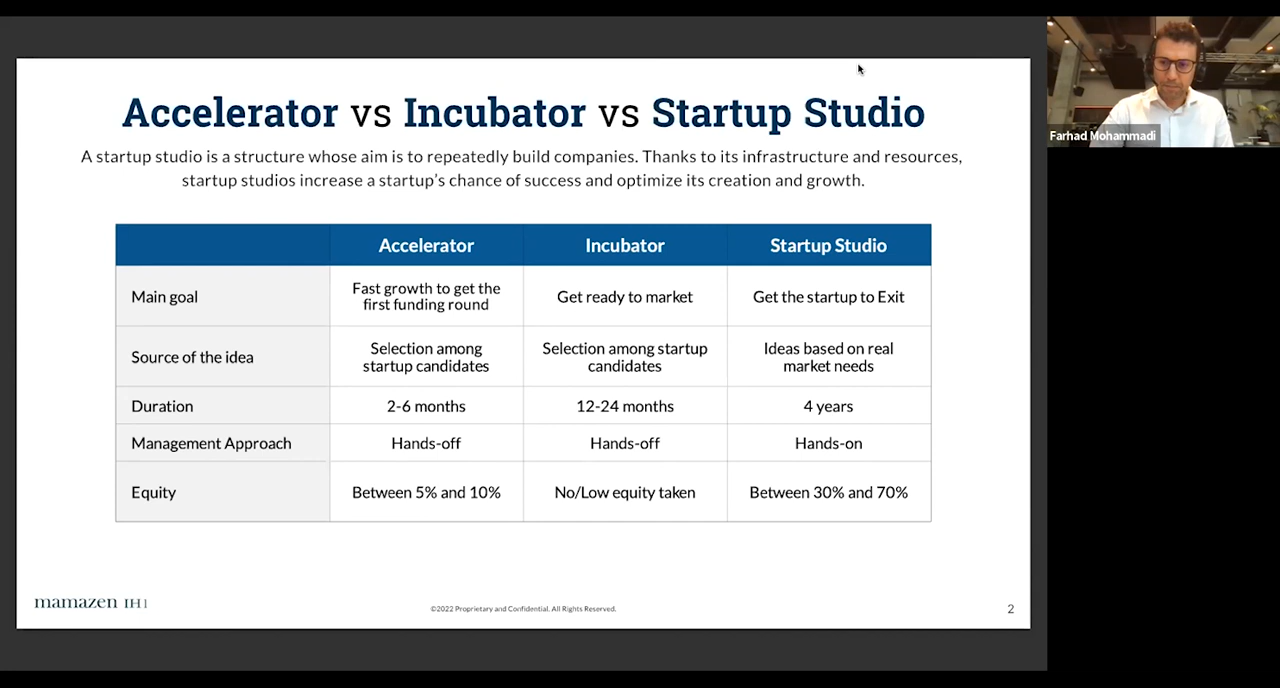 Accelerator vs Incubator vs Startup Studio
A startup studio is a structure whose aim is to repeatedly build companies. Thanks to its infrastructure and resources,
startup studios increase a startup's chance of success and optimize its creation and growth.
Accelerator Incubator Startup Studio
Main goal
Fast growth to get the
first funding round
Get ready to market
Get the startup to Exit
Source of the idea
Selection among
startup candidates
Selection among startup
candidates
Ideas based on real
market needs
Duration 2-6 months 12-24 months 4 years
Management Approach Hands-off Hands-off Hands-on
Equity Between 5% and 10% No/Low equity taken Between 30% and 70%
mamazen
©2022 Proprietary and Confidential. All Rights Reserved.
2
Farhad Mohammadi